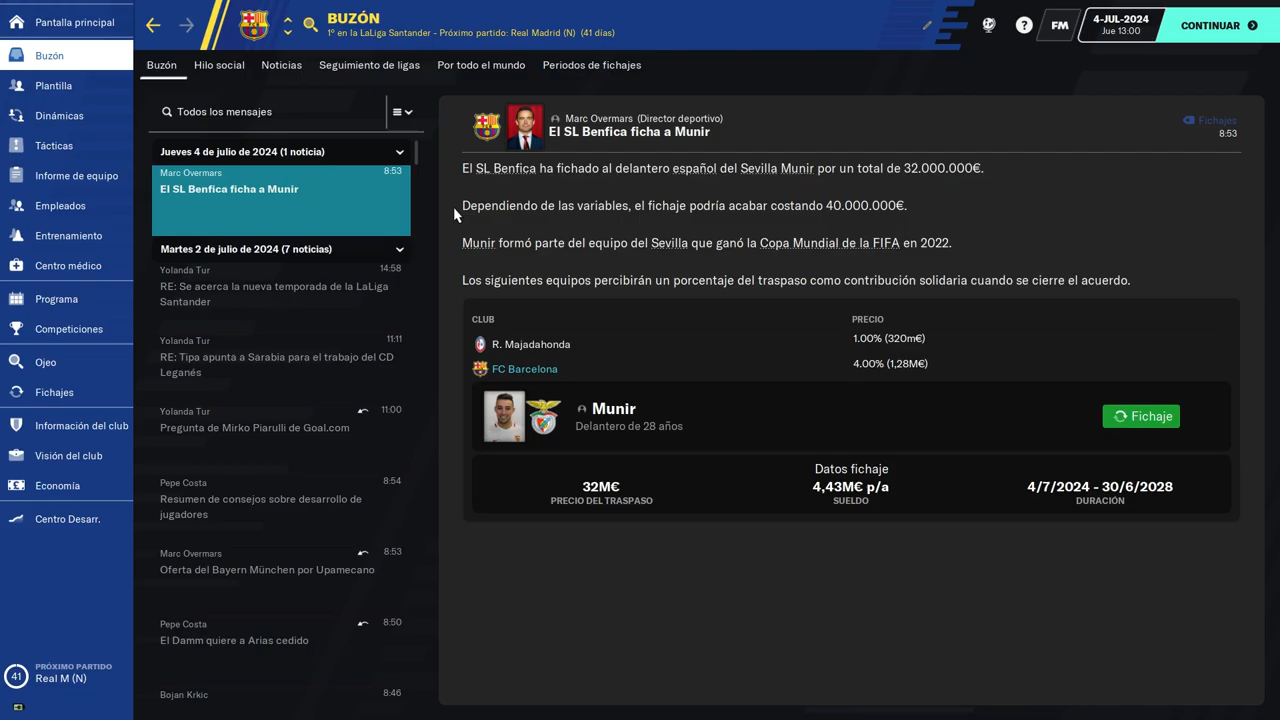 Pantalla principal
Buzón
Plantilla
Dinámicas
Tácticas
Informe de equipo
Empleados
Entrenamiento
Centro médico
Programa
Competiciones
Ojeo
Fichajes
Información del club
Visión del club
Economía
Centro Desarr.
41
PRÓXIMO PARTIDO
Real M (N)
BUZÓN
1º en la LaLiga Santander - Próximo partido: Real Madrid (N) (41 días)
?
FM
4-JUL-2024
Jue 13:00
CONTINUAR
Buzón
Hilo social
Noticias
Seguimiento de ligas
Por todo el mundo
Periodos de fichajes
Todos los mensajes
Jueves 4 de julio de 2024 (1 noticia)
Marc Overmars 8:53
El SL Benfica ficha a Munir
Martes 2 de julio de 2024 (7 noticias)
Yolanda Tur 14:58
RE: Se acerca la nueva temporada de la LaLiga
Santander
Yolanda Tur 11:11
RE: Tipa apunta a Sarabia para el trabajo del CD
Leganés
Yolanda Tur 11:00
Pregunta de Mirko Piarulli de Goal.com
Pepe Costa 8:54
Resumen de consejos sobre desarrollo de
jugadores
Marc Overmars 8:53
Oferta del Bayern München por Upamecano
Pepe Costa 8:50
El Damm quiere a Arias cedido
Bojan Krkic 8:46
Marc Overmars (Director deportivo)
El SL Benfica ficha a Munir
Fichajes
8:53
El SL Benfica ha fichado al delantero español del Sevilla Munir por un total de 32.000.000€.
Dependiendo de las variables, el fichaje podría acabar costando 40.000.000€.
Munir formó parte del equipo del Sevilla que ganó la Copa Mundial de la FIFA en 2022.
Los siguientes equipos percibirán un porcentaje del traspaso como contribución solidaria cuando se cierre el acuerdo.
CLUB PRECIO
R. Majadahonda 1.00% (320m€)
FC Barcelona 4.00% (1,28M€)
Munir
Delantero de 28 años
Fichaje
Datos fichaje
32M€ 4,43M€ p/a 4/7/2024 - 30/6/2028
PRECIO DEL TRASPASO SUELDO DURACIÓN